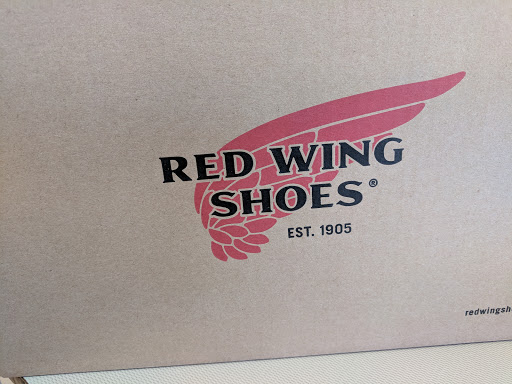 RED WING
SHOES®
EST. 1905
redwingsh